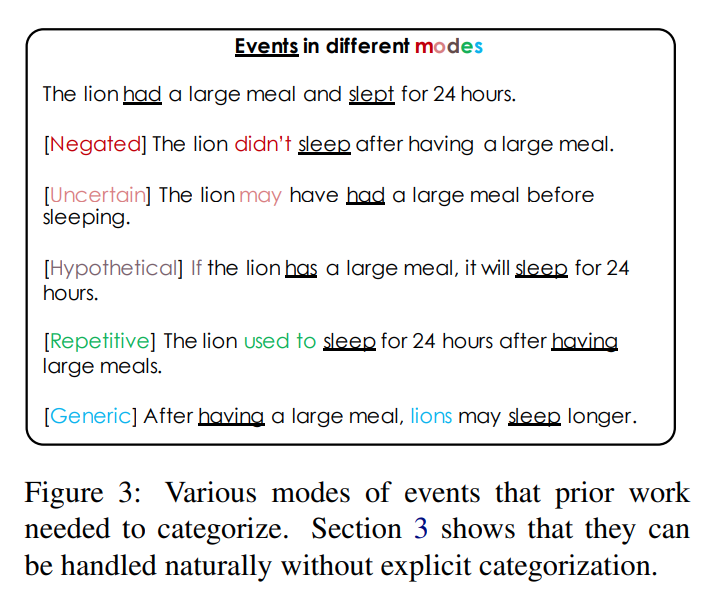 Events in different modes
The lion had a large meal and slept for 24 hours.
[Negated] The lion didn't sleep after having a large meal.
[Uncertain] The lion may have had a large meal before
sleeping.
[Hypothetical] If the lion has a large meal, it will sleep for 24
hours.
[Repetitive] The lion used to sleep for 24 hours after having
large meals.
[Generic] After having a large meal, lions may sleep longer.
Figure 3: Various modes of events that prior work
needed to categorize. Section 3 shows that they can
be handled naturally without explicit categorization.